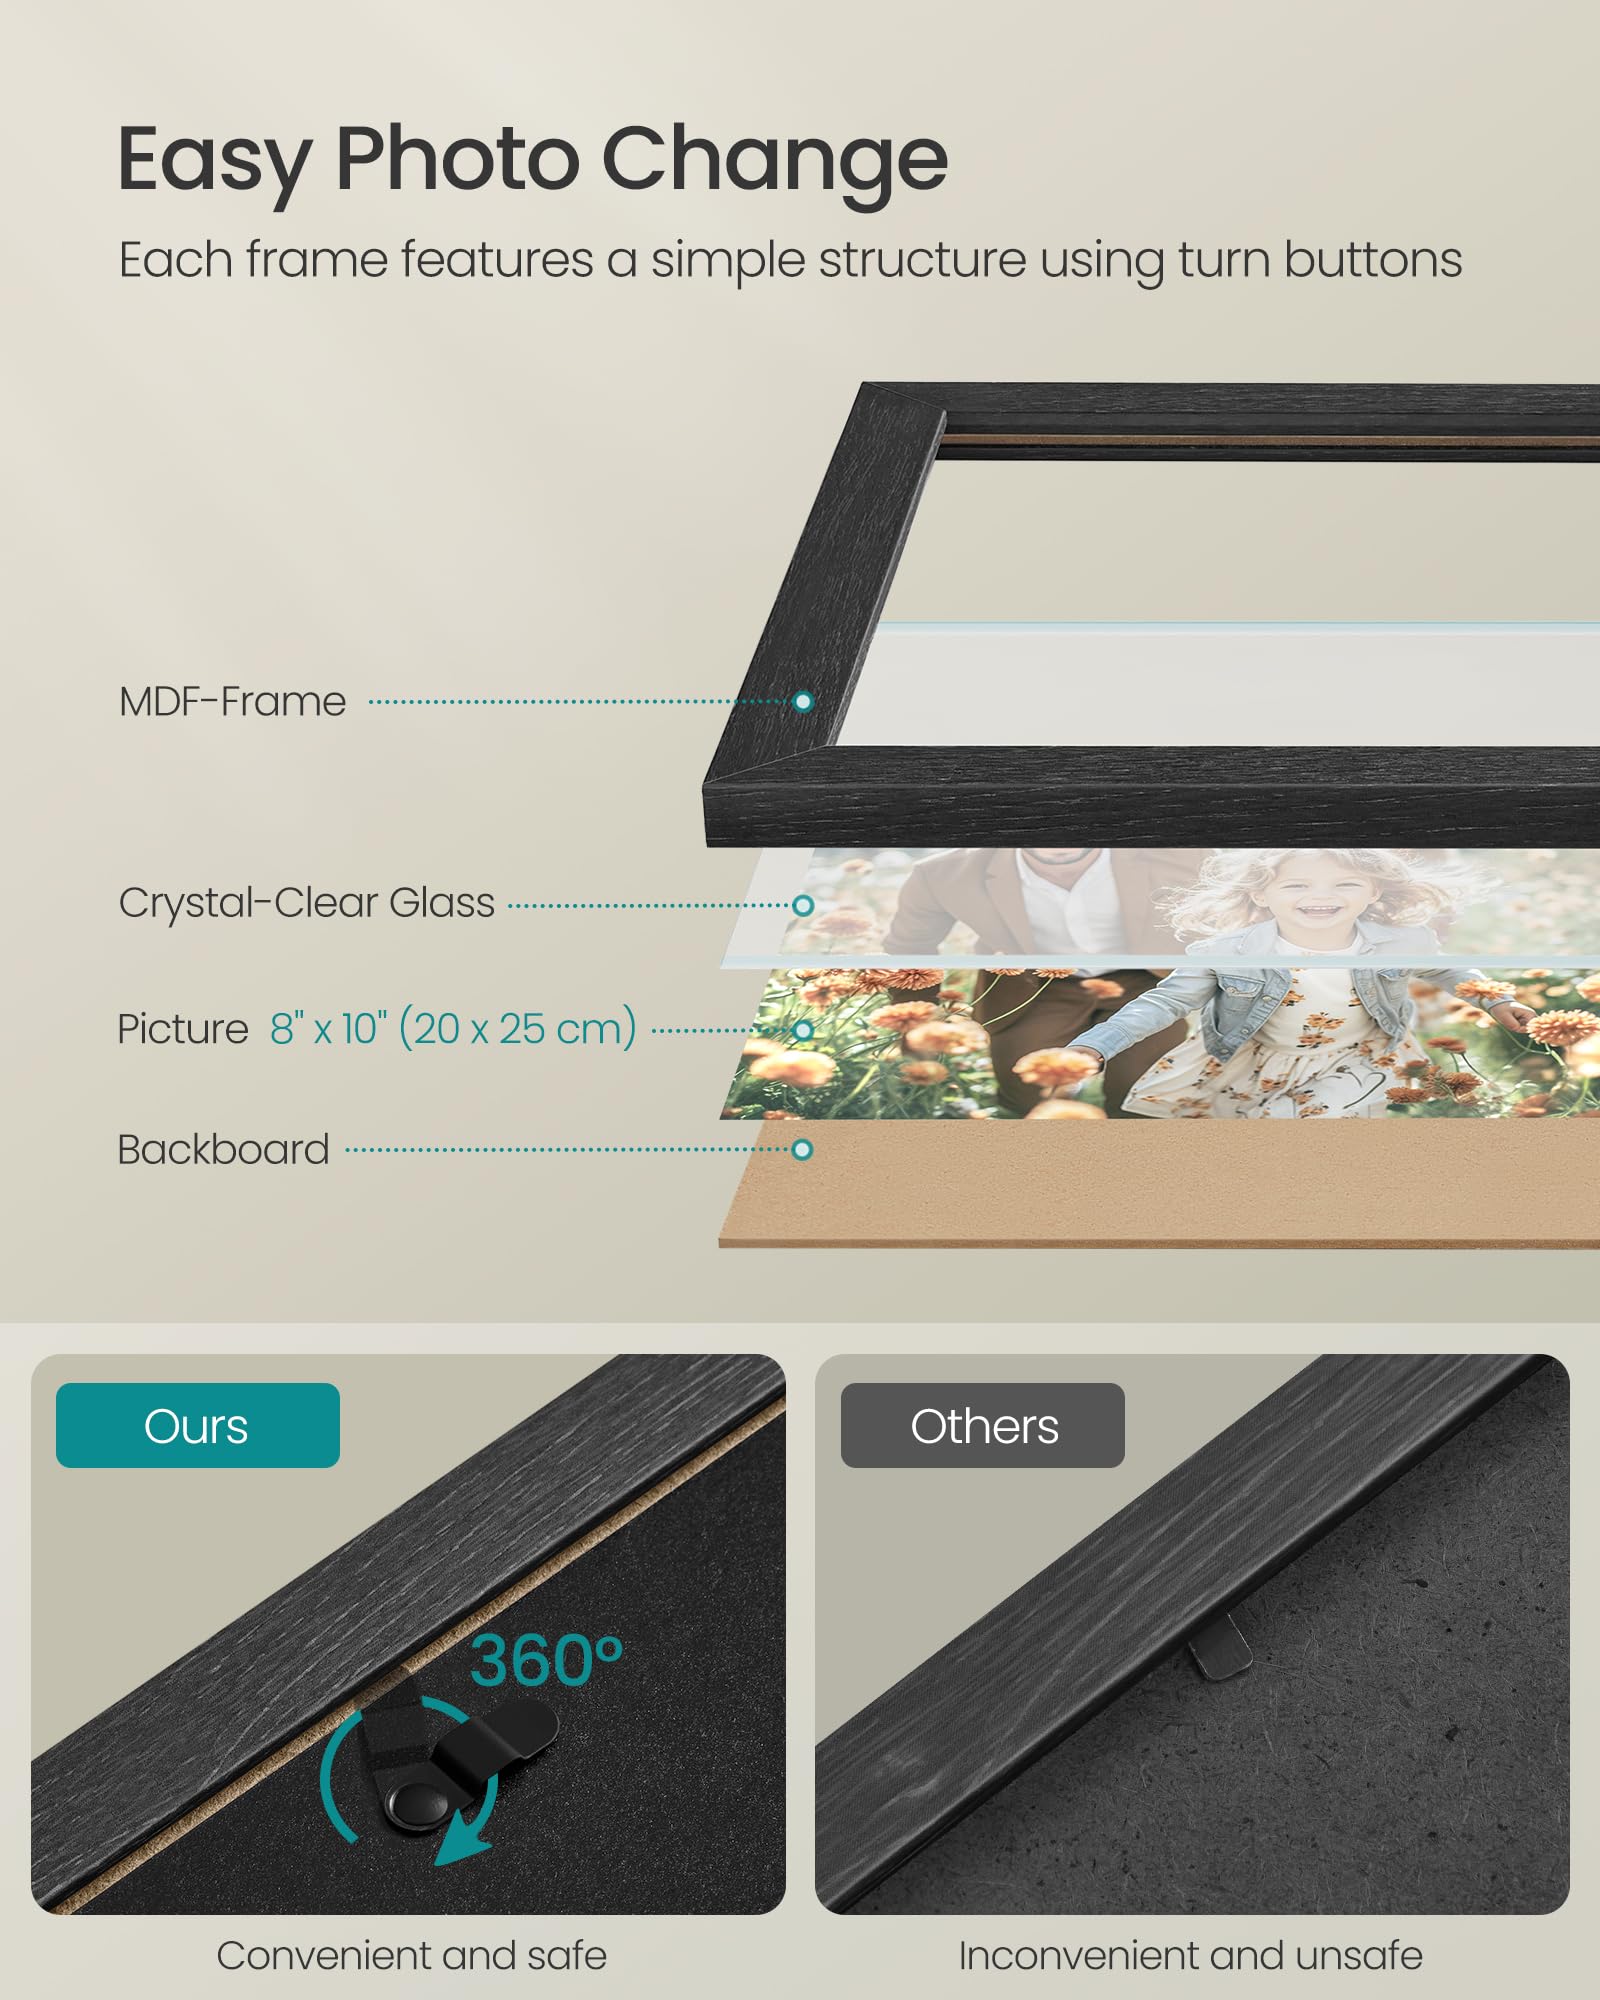 Easy Photo Change
Each frame features a simple structure using turn buttons
MDF-Frame
Crystal-Clear Glass
Picture 8" x 10" (20 x 25 cm)
Backboard
Ours
360°
Convenient and safe
Others
Inconvenient and unsafe